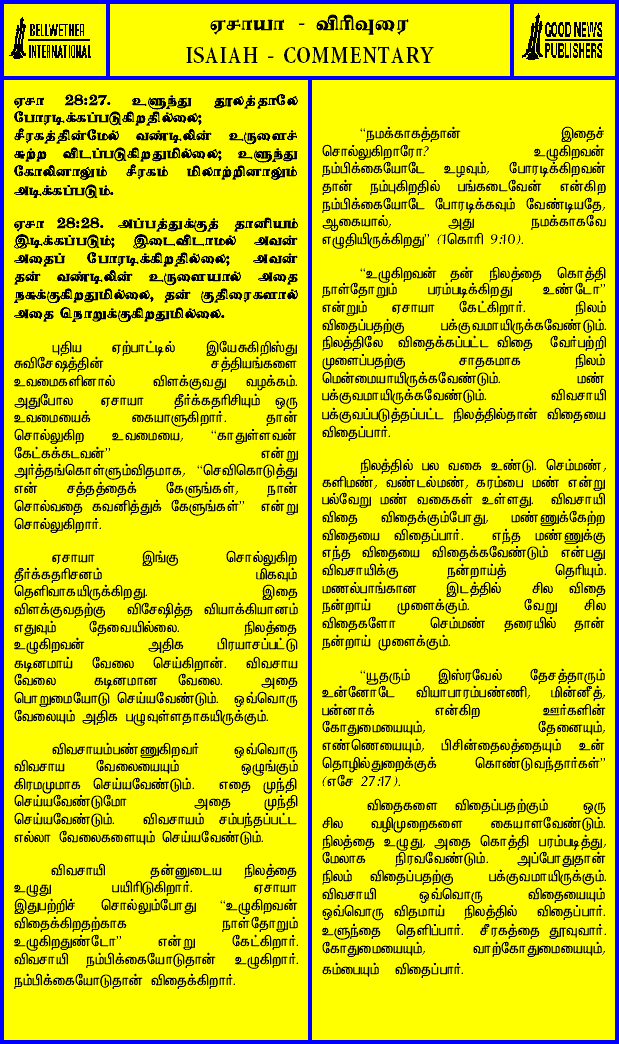 BELLWETHER
INTERNATIONAL
ஏசாயா - விரிவுரை
ISAIAH - COMMENTARY
GOOD NEWS
PUBLISHERS
ஏசா 28:27. உளுந்து தூலத்தாலே
போரடிக்கப்படுகிறதில்லை;
சீரகத்தின்மேல் வண்டிலின் உருளைச்
சுற்ற விடப்படுகிறதுமில்லை; உளுந்து
கோலினாலும் சீரகம் மிலாற்றினாலும்
அடிக்கப்படும்.
ஏசா 28:28. அப்பத்துக்குத் தானியம்
இடிக்கப்படும்; இடைவிடாமல் அவன்
அதைப் போரடிக்கிறதில்லை; அவன்
தன் வண்டிலின் உருளையால் அதை
நசுக்குகிறதுமில்லை, தன் குதிரைகளால்
அதை நொறுக்குகிறதுமில்லை.
புதிய ஏற்பாட்டில் இயேசுகிறிஸ்து
சுவிசேஷத்தின் சத்தியங்களை
உவமைகளினால் விளக்குவது வழக்கம்.
அதுபோல ஏசாயா தீர்க்கதரிசியும் ஒரு
உவமையைக் கையாளுகிறார். தான்
சொல்லுகிற உவமையை, “காதுள்ளவன்
கேட்கக்கடவன்” என்று
அர்த்தங்கொள்ளும்விதமாக, “செவிகொடுத்து
என் சத்தத்தைக் கேளுங்கள், நான்
சொல்வதை கவனித்துக் கேளுங்கள்” என்று
சொல்லுகிறார்.
ஏசாயா இங்கு சொல்லுகிற
தீர்க்கதரிசனம் மிகவும்
தெளிவாகயிருக்கிறது. இதை
விளக்குவதற்கு விசேஷித்த வியாக்கியானம்
எதுவும் தேவையில்லை. நிலத்தை
உழுகிறவன் அதிக பிரயாசப்பட்டு
கடினமாய் வேலை செய்கிறான். விவசாய
வேலை கடினமான வேலை. அதை
பொறுமையோடு செய்யவேண்டும். ஒவ்வொரு
வேலையும் அதிக பழுவுள்ளதாகயிருக்கும்.
விவசாயம்பண்ணுகிறவர் ஒவ்வொரு
விவசாய வேலையையும் ஒழுங்கும்
கிரமமுமாக செய்யவேண்டும். எதை முந்தி
செய்யவேண்டுமோ அதை முந்தி
செய்யவேண்டும். விவசாயம் சம்பந்தப்பட்ட
எல்லா வேலைகளையும் செய்யவேண்டும்.
விவசாயி தன்னுடைய நிலத்தை
உழுது பயிரிடுகிறார். ஏசாயா
இதுபற்றிச் சொல்லும்போது “உழுகிறவன்
விதைக்கிறதற்காக நாள்தோறும்
உழுகிறதுண்டோ” என்று கேட்கிறார்.
விவசாயி நம்பிக்கையோடுதான் உழுகிறார்.
நம்பிக்கையோடுதான் விதைக்கிறார்.
“நமக்காகத்தான் இதைச்
சொல்லுகிறாரோ? உழுகிறவன்
நம்பிக்கையோடே உழவும், போரடிக்கிறவன்
தான் நம்புகிறதில் பங்கடைவேன் என்கிற
நம்பிக்கையோடே போரடிக்கவும் வேண்டியதே,
ஆகையால், அது நமக்காகவே
எழுதியிருக்கிறது” (1கொரி 9:10).
“உழுகிறவன் தன் நிலத்தை கொத்தி
நாள்தோறும் பரம்படிக்கிறது உண்டோ”
என்றும் ஏசாயா கேட்கிறார். நிலம்
விதைப்பதற்கு பக்குவமாயிருக்கவேண்டும்.
நிலத்திலே விதைக்கப்பட்ட விதை வேர்பற்றி
முளைப்பதற்கு சாதகமாக நிலம்
மென்மையாயிருக்கவேண்டும். மண்
பக்குவமாயிருக்கவேண்டும். விவசாயி
பக்குவப்படுத்தப்பட்ட நிலத்தில்தான் விதையை
விதைப்பார்.
நிலத்தில் பல வகை உண்டு. செம்மண்,
களிமண், வண்டல்மண், கரம்பை மண் என்று
பல்வேறு மண் வகைகள் உள்ளது. விவசாயி
விதை விதைக்கும்போது, மண்ணுக்கேற்ற
விதையை விதைப்பார். எந்த மண்ணுக்கு
எந்த விதையை விதைக்கவேண்டும் என்பது
விவசாயிக்கு நன்றாய்த் தெரியும்.
மணல்பாங்கான இடத்தில் சில விதை
நன்றாய் முளைக்கும். வேறு சில
விதைகளோ செம்மண் தரையில் தான்
நன்றாய் முளைக்கும்.
“யூதரும் இஸ்ரவேல் தேசத்தாரும்
உன்னோடே வியாபாரம்பண்ணி, மின்னீத்,
பன்னாக் என்கிற ஊர்களின்
கோதுமையையும், தேனையும்,
எண்ணெயையும், பிசின்தைலத்தையும் உன்
தொழில்துறைக்குக் கொண்டுவந்தார்கள்”
(எசே 27:17).
விதைகளை விதைப்பதற்கும் ஒரு
சில வழிமுறைகளை கையாளவேண்டும்.
நிலத்தை உழுது, அதை கொத்தி பரம்படித்து,
மேலாக நிரவவேண்டும். அப்போதுதான்
நிலம் விதைப்பதற்கு பக்குவமாயிருக்கும்.
விவசாயி ஒவ்வொரு விதையையும்
ஒவ்வொரு விதமாய் நிலத்தில் விதைப்பார்.
உளுந்தை தெளிப்பார். சீரகத்தை தூவுவார்.
கோதுமையையும், வாற்கோதுமையையும்,
கம்பையும் விதைப்பார்.